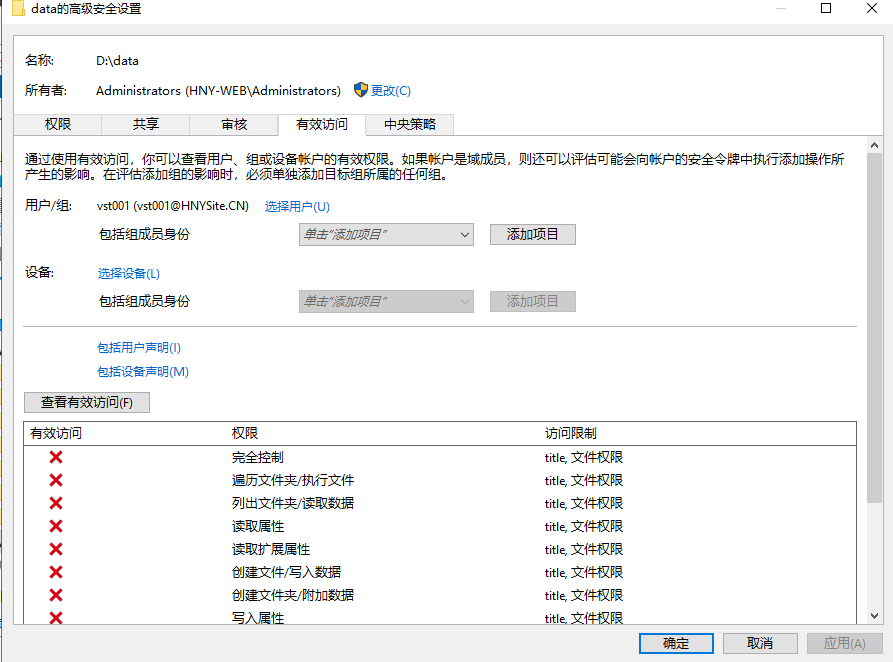 data的高级安全设置
名称: D:\data
所有者: Administrators (HNY-WEB\Administrators) 更改(C)
权限 共享 审核 有效访问 中央策略
通过使用有效访问，你可以查看用户、组或设备帐户的有效权限。如果帐户是域成员，则还可以评估可能会向帐户的安全令牌中执行添加操作所
产生的影响。在评估添加组的影响时，必须单独添加目标组所属的任何组。
用户/组: vst001 (vst001@HNYSite.CN) 选择用户(U)
包括组成员身份 单击"添加项目" 添加项目
设备: 选择设备(L)
包括组成员身份 单击"添加项目" 添加项目
包括用户声明(I)
包括设备声明(M)
查看有效访问(F)
有效访问 权限 访问限制
完全控制 title, 文件权限
遍历文件夹/执行文件 title, 文件权限
列出文件夹/读取数据 title, 文件权限
读取属性 title, 文件权限
读取扩展属性 title, 文件权限
创建文件/写入数据 title, 文件权限
创建文件夹/附加数据 title, 文件权限
写入属性 title, 文件权限
确定 取消 应用(A)